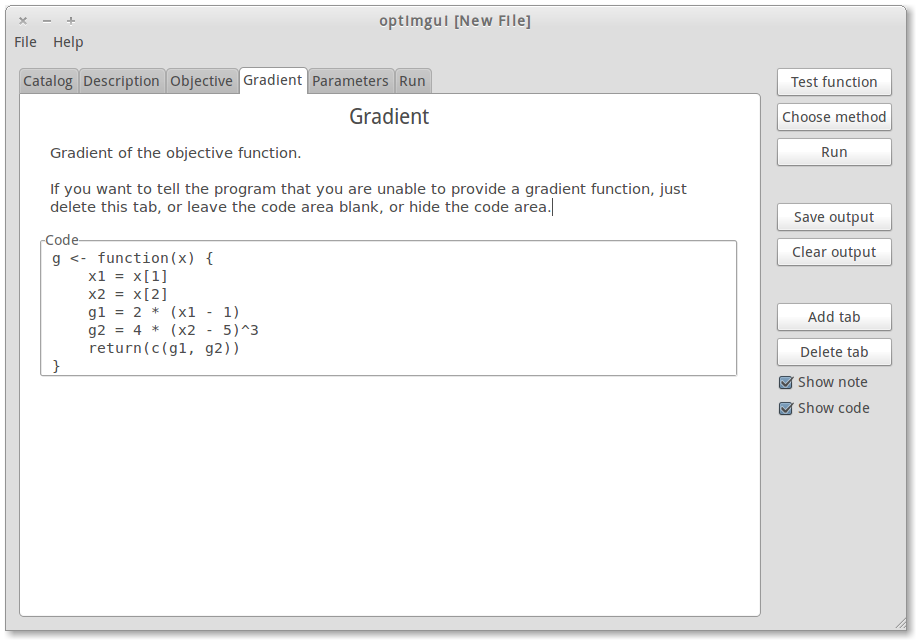 optimgui [New File]
File Help
Catalog Description Objective Gradient Parameters Run
Gradient
Gradient of the objective function.
If you want to tell the program that you are unable to provide a gradient function, just
delete this tab, or leave the code area blank, or hide the code area.
Code
g <- function(x) {
    x1 = x[1]
    x2 = x[2]
    g1 = 2 * (x1 - 1)
    g2 = 4 * (x2 - 5)^3
    return(c(g1, g2))
}
Test function
Choose method
Run
Save output
Clear output
Add tab
Delete tab
Show note
Show code